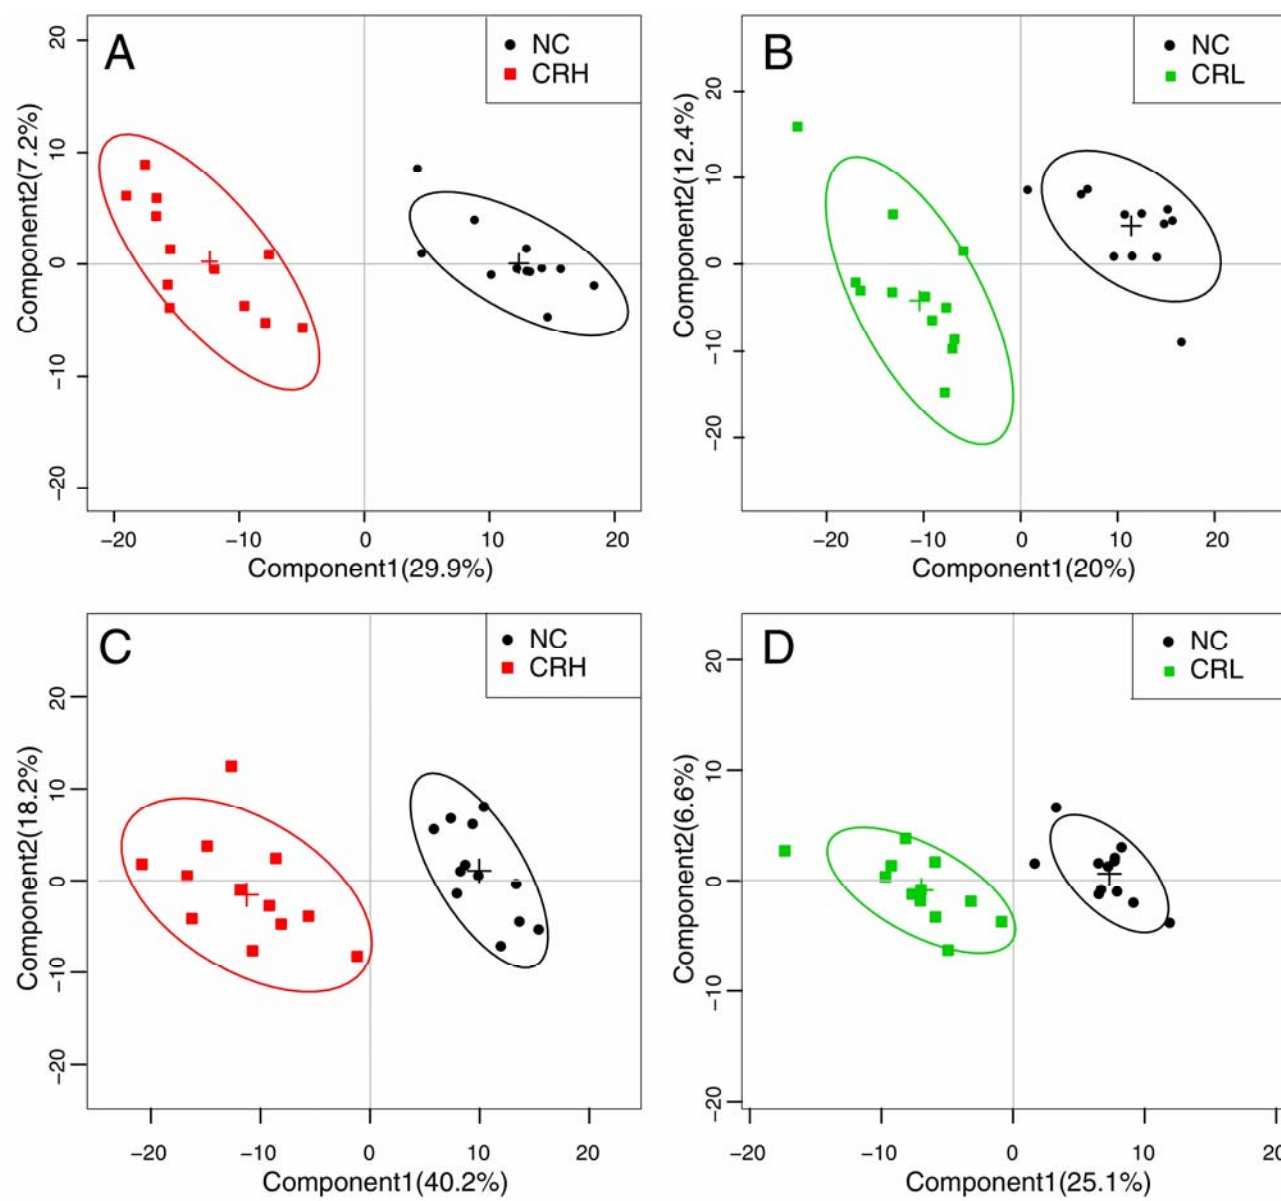 A
NC
CRH
Component2(7.2%)
20
10
0
−10
−20
−20 −10 0 10 20
Component1(29.9%)
B
NC
CRL
Component2(12.4%)
20
10
0
−10
−20
−20 −10 0 10 20
Component1(20%)
C
NC
CRH
Component2(18.2%)
20
10
0
−10
−20
−20 −10 0 10 20
Component1(40.2%)
D
NC
CRL
Component2(6.6%)
20
10
0
−10
−20
−20 −10 0 10 20
Component1(25.1%)